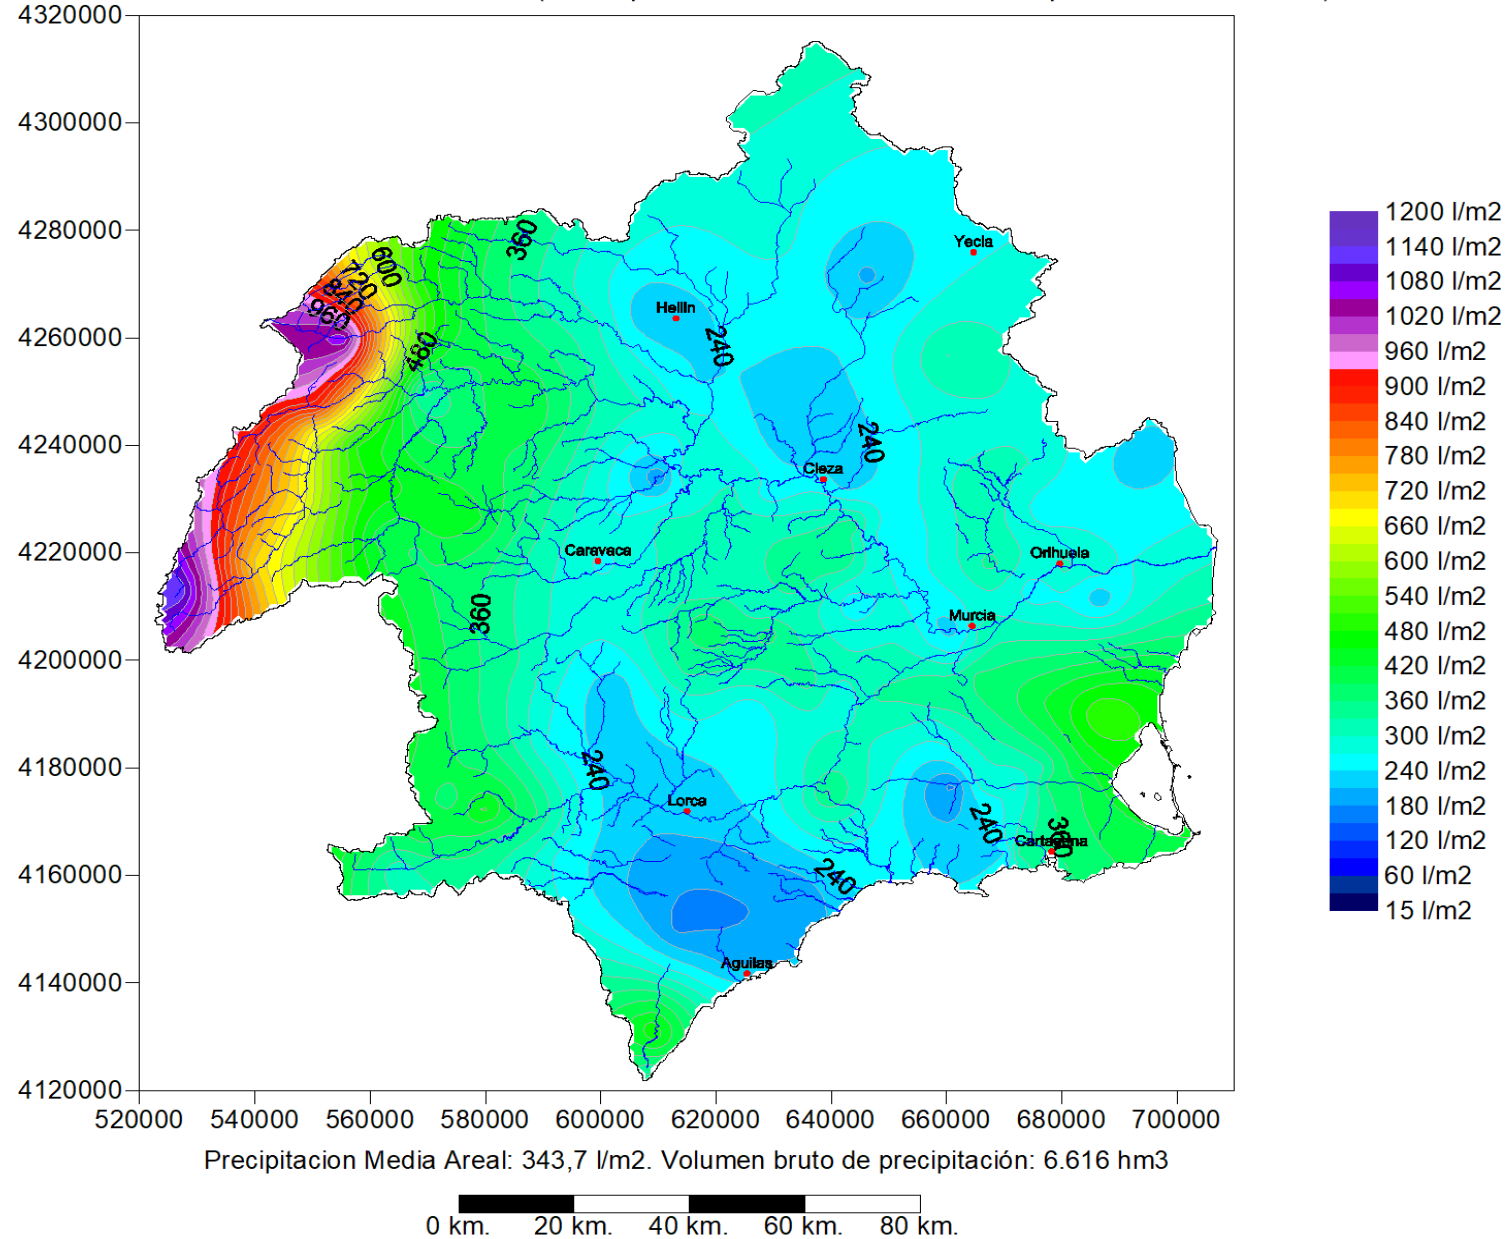 4320000
4300000
4280000
4260000
4240000
4220000
4200000
4180000
4160000
4140000
4120000
520000 540000 560000 580000 600000 620000 640000 660000 680000 700000
360
600
720
840
960
480
Yecla
Hellin
240
240
Cieza
Caravaca
Orihuela
360
Murcia
240
Lorca
240
360
Cartagena
240
Aguilas
1200 l/m2
1140 l/m2
1080 l/m2
1020 l/m2
960 l/m2
900 l/m2
840 l/m2
780 l/m2
720 l/m2
660 l/m2
600 l/m2
540 l/m2
480 l/m2
420 l/m2
360 l/m2
300 l/m2
240 l/m2
180 l/m2
120 l/m2
60 l/m2
15 l/m2
Precipitacion Media Areal: 343,7 l/m2. Volumen bruto de precipitación: 6.616 hm3
0 km. 20 km. 40 km. 60 km. 80 km.